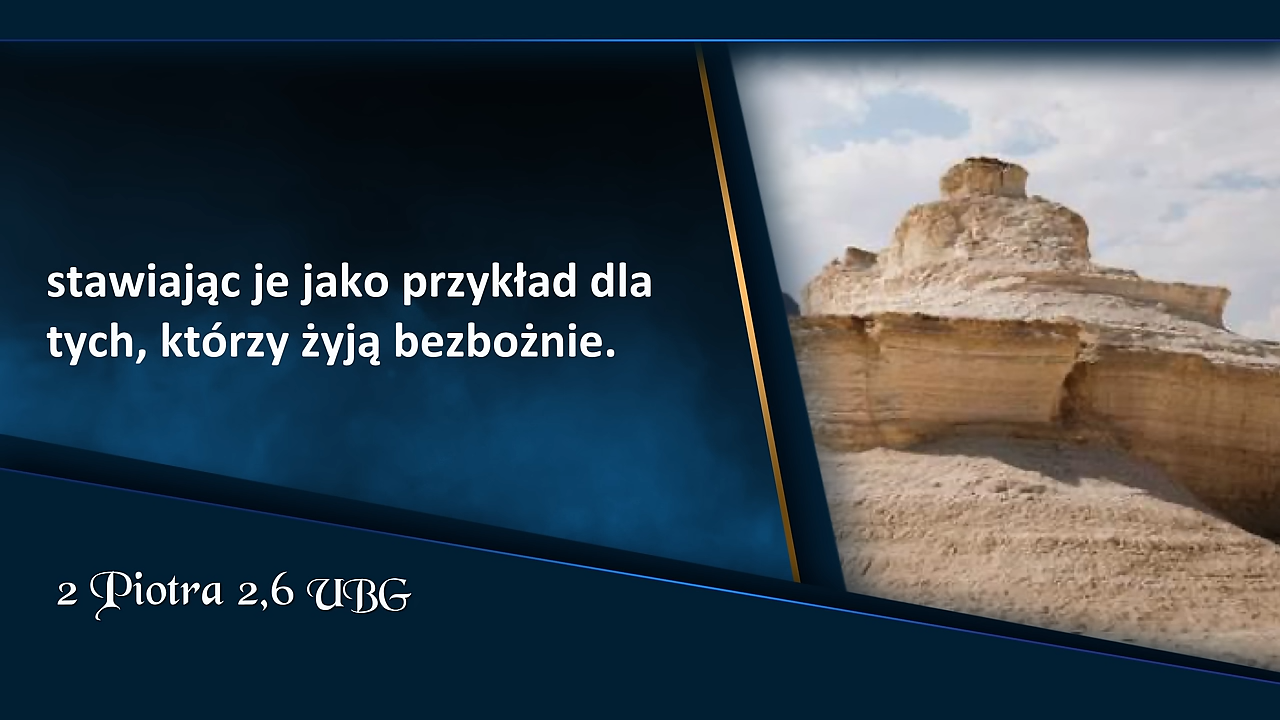 stawiając je jako przykład dla
tych, którzy żyją bezbożnie.
2 Piotra 2,6 UBG